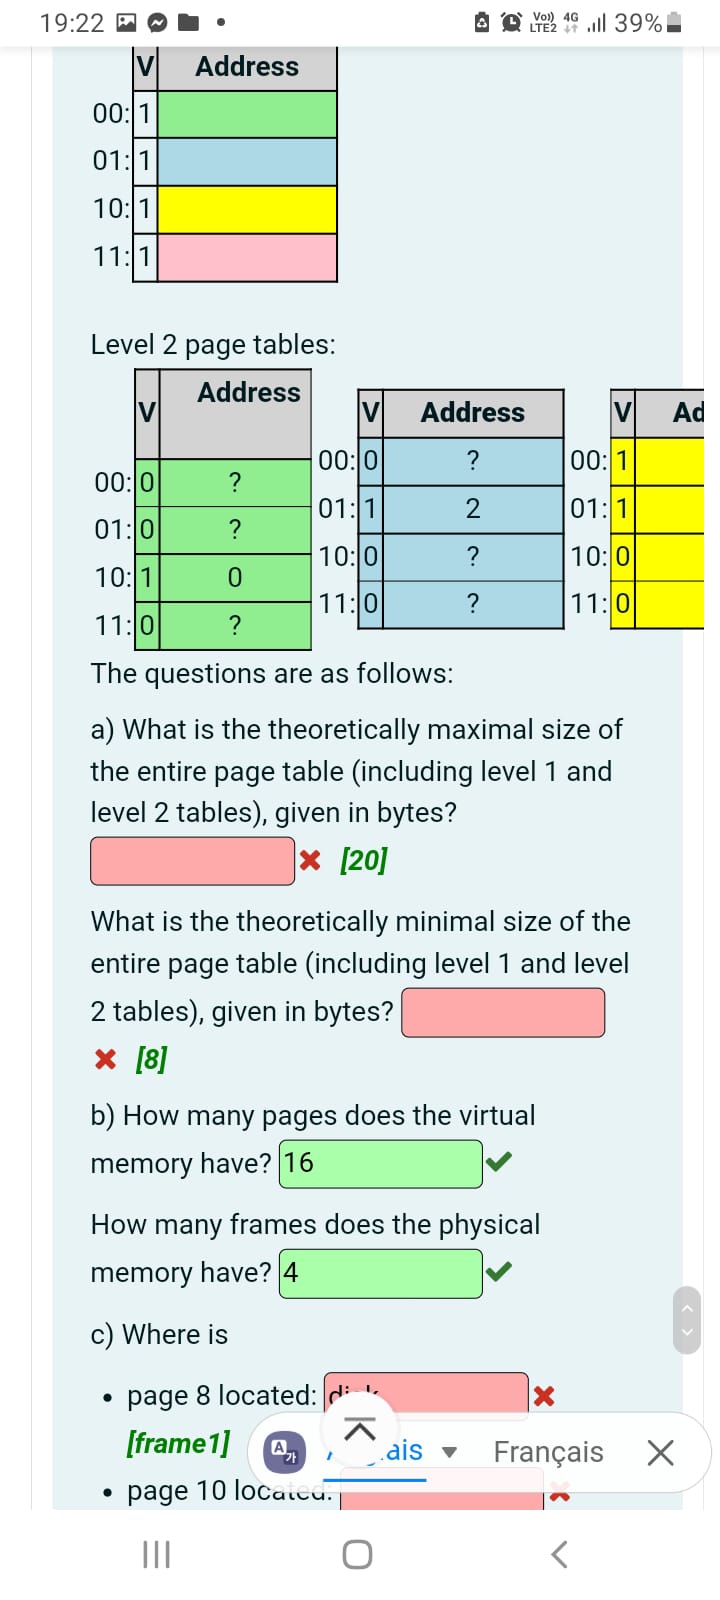 19:22 Vo)) 4G LTE2 39%
V Address
00: 1
01: 1
10: 1
11: 1
Level 2 page tables:
V Address
00: 0 ?
01: 0 ?
10: 1 0
11: 0 ?
V Address
00: 0 ?
01: 1 2
10: 0 ?
11: 0 ?
V Ad
00: 1
01: 1
10: 0
11: 0
The questions are as follows:
a) What is the theoretically maximal size of
the entire page table (including level 1 and
level 2 tables), given in bytes?
[20]
What is the theoretically minimal size of the
entire page table (including level 1 and level
2 tables), given in bytes?
[8]
b) How many pages does the virtual
memory have? 16
How many frames does the physical
memory have? 4
c) Where is
• page 8 located:
[frame1]
ais Français
• page 10 located: